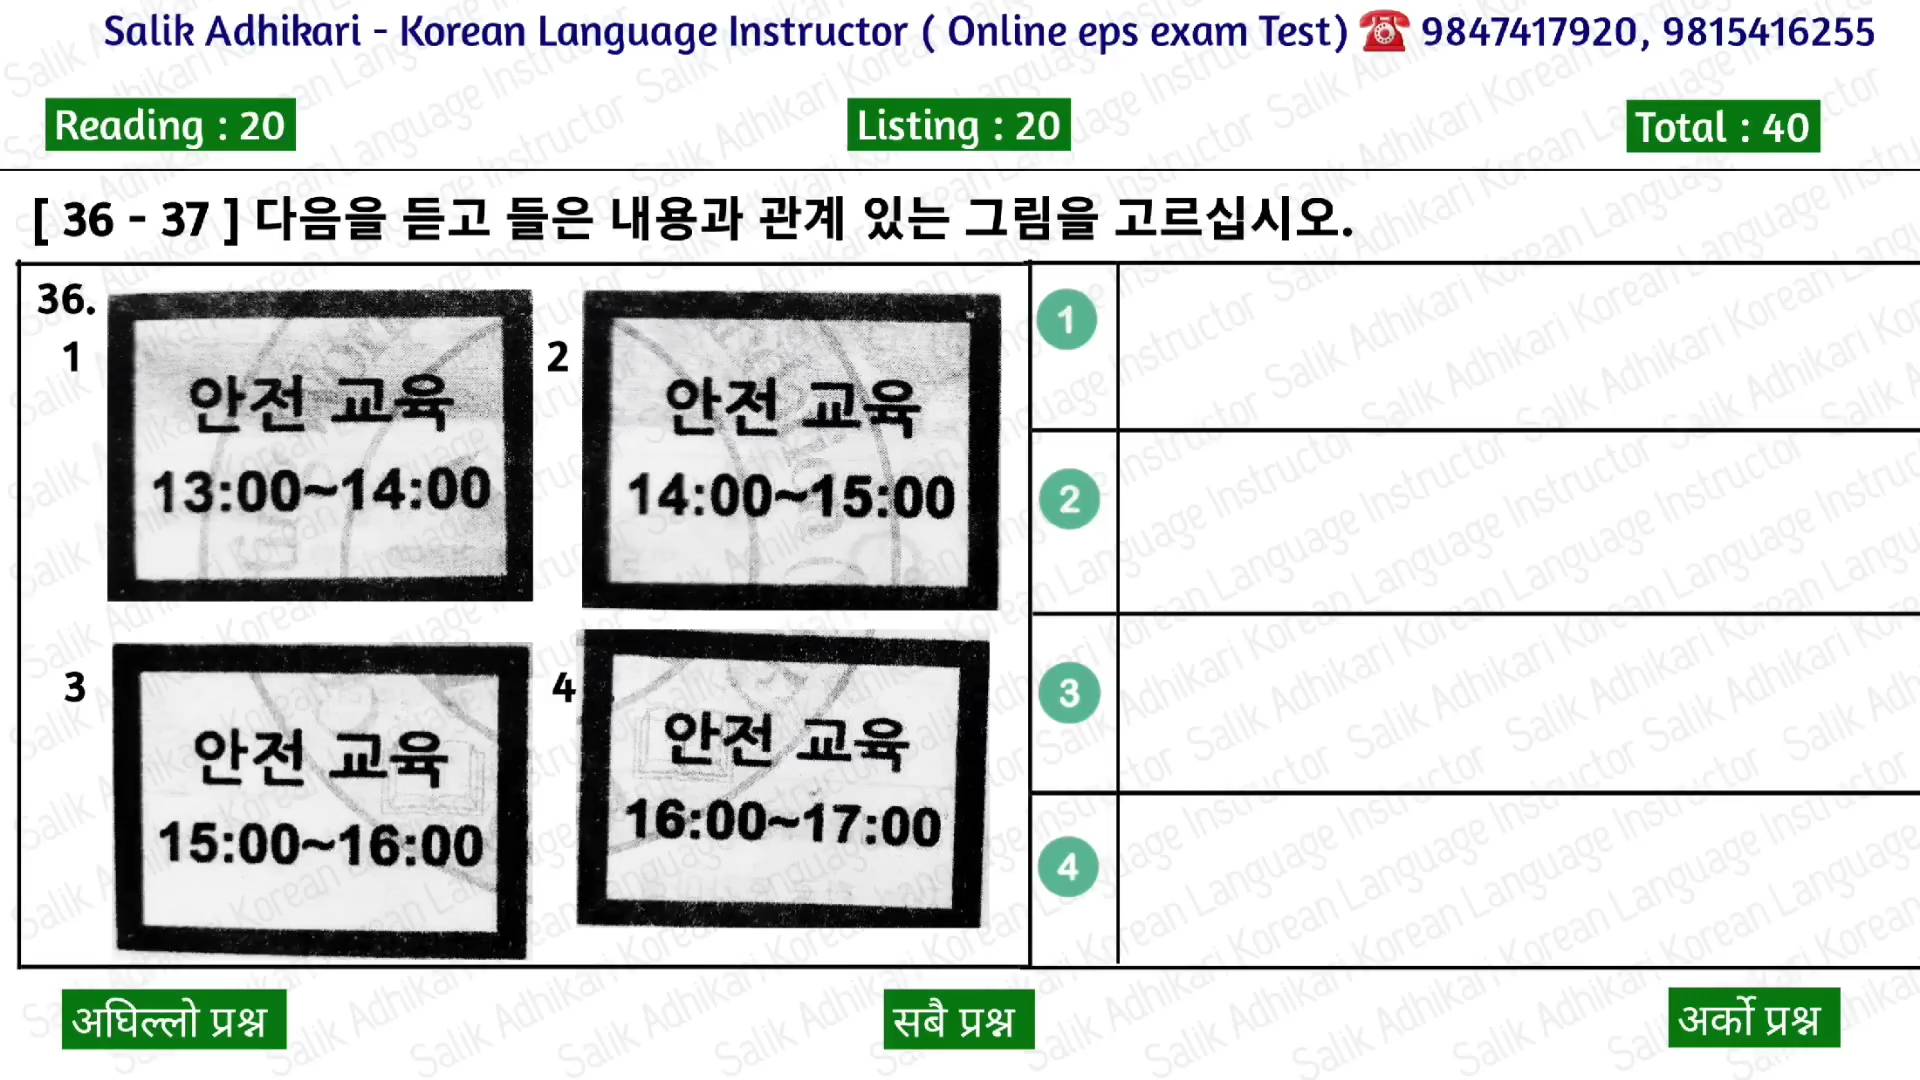 Salik Adhikari - Korean Language Instructor ( Online eps exam Test) ☎ 9847417920, 9815416255
Reading : 20
Listing : 20
Total : 40
[ 36 - 37 ] 다음을 듣고 들은 내용과 관계 있는 그림을 고르십시오.
36.
1
안전 교육
13:00~14:00
2
안전 교육
14:00~15:00
3
안전 교육
15:00~16:00
4
안전 교육
16:00~17:00
1
2
3
4
अघिल्लो प्रश्न
सबै प्रश्न
अर्को प्रश्न